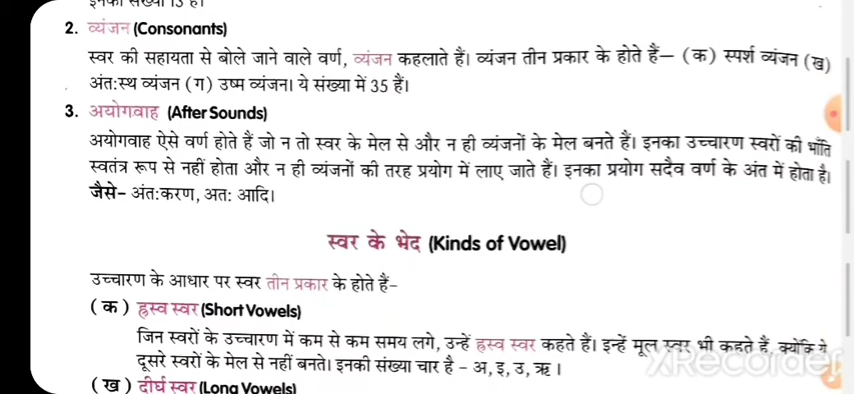 इनकी संख्या 13 है।
2. व्यंजन (Consonants)
स्वर की सहायता से बोले जाने वाले वर्ण, व्यंजन कहलाते हैं। व्यंजन तीन प्रकार के होते हैं– (क) स्पर्श व्यंजन (ख)
अंत:स्थ व्यंजन (ग) उष्म व्यंजन। ये संख्या में 35 हैं।
3. अयोगवाह (After Sounds)
अयोगवाह ऐसे वर्ण होते हैं जो न तो स्वर के मेल से और न ही व्यंजनों के मेल बनते हैं। इनका उच्चारण स्वरों की भाँति
स्वतंत्र रूप से नहीं होता और न ही व्यंजनों की तरह प्रयोग में लाए जाते हैं। इनका प्रयोग सदैव वर्ण के अंत में होता है।
जैसे– अंत:करण, अत: आदि।
स्वर के भेद (Kinds of Vowel)
उच्चारण के आधार पर स्वर तीन प्रकार के होते हैं–
(क) ह्रस्व स्वर (Short Vowels)
जिन स्वरों के उच्चारण में कम से कम समय लगे, उन्हें ह्रस्व स्वर कहते हैं। इन्हें मूल स्वर भी कहते हैं, क्योंकि ये
दूसरे स्वरों के मेल से नहीं बनते। इनकी संख्या चार है – अ, इ, उ, ऋ।
XRecorder
(ख) दीर्घ स्वर (Long Vowels)